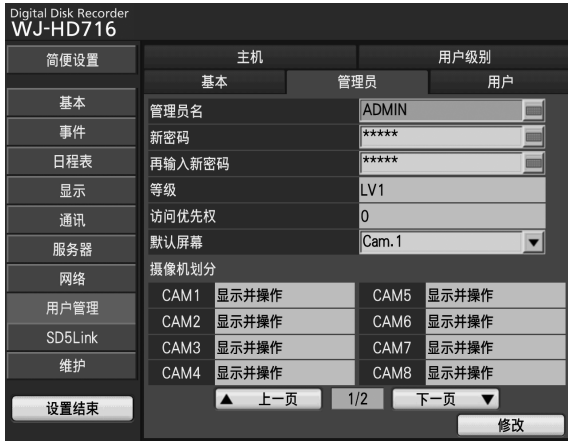 Digital Disk Recorder
WJ-HD716
简便设置
基本
事件
日程表
显示
通讯
服务器
网络
用户管理
SD5Link
维护
设置结束
主机 用户级别
基本 管理员 用户
管理员名 ADMIN
新密码 *****
再输入新密码 *****
等级 LV1
访问优先权 0
默认屏幕 Cam.1 ▼
摄像机划分
CAM1 显示并操作 CAM5 显示并操作
CAM2 显示并操作 CAM6 显示并操作
CAM3 显示并操作 CAM7 显示并操作
CAM4 显示并操作 CAM8 显示并操作
▲ 上一页 1/2 下一页 ▼
修改